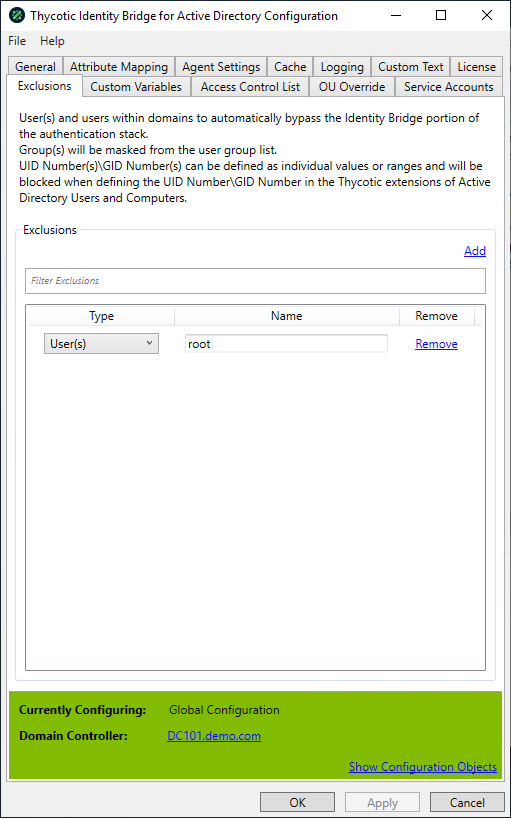 Thycotic Identity Bridge for Active Directory Configuration
File Help
General Attribute Mapping Agent Settings Cache Logging Custom Text License
Exclusions Custom Variables Access Control List OU Override Service Accounts
User(s) and users within domains to automatically bypass the Identity Bridge portion
of the authentication stack.
Group(s) will be masked from the user group list.
UID Number(s)\GID Number(s) can be defined as individual values or ranges and will be
blocked when defining the UID Number\GID Number in the Thycotic extensions of Active
Directory Users and Computers.
Exclusions
Add
Filter Exclusions
Type Name Remove
User(s) root Remove
Currently Configuring: Global Configuration
Domain Controller: DC101.demo.com
Show Configuration Objects
OK Apply Cancel